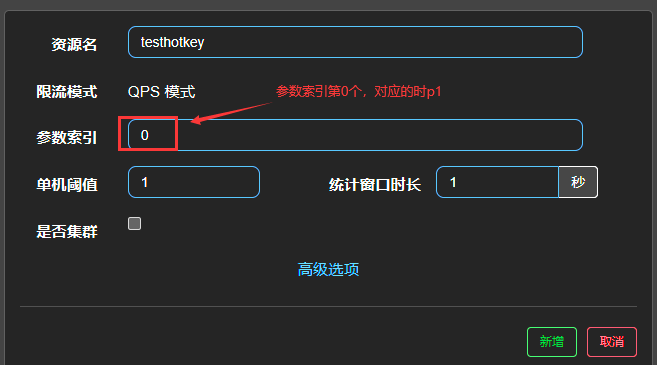 资源名 testhotkey
限流模式 QPS 模式
参数索引第0个，对应的时p1
参数索引 0
单机阈值 1 统计窗口时长 1 秒
是否集群
高级选项
新增 取消